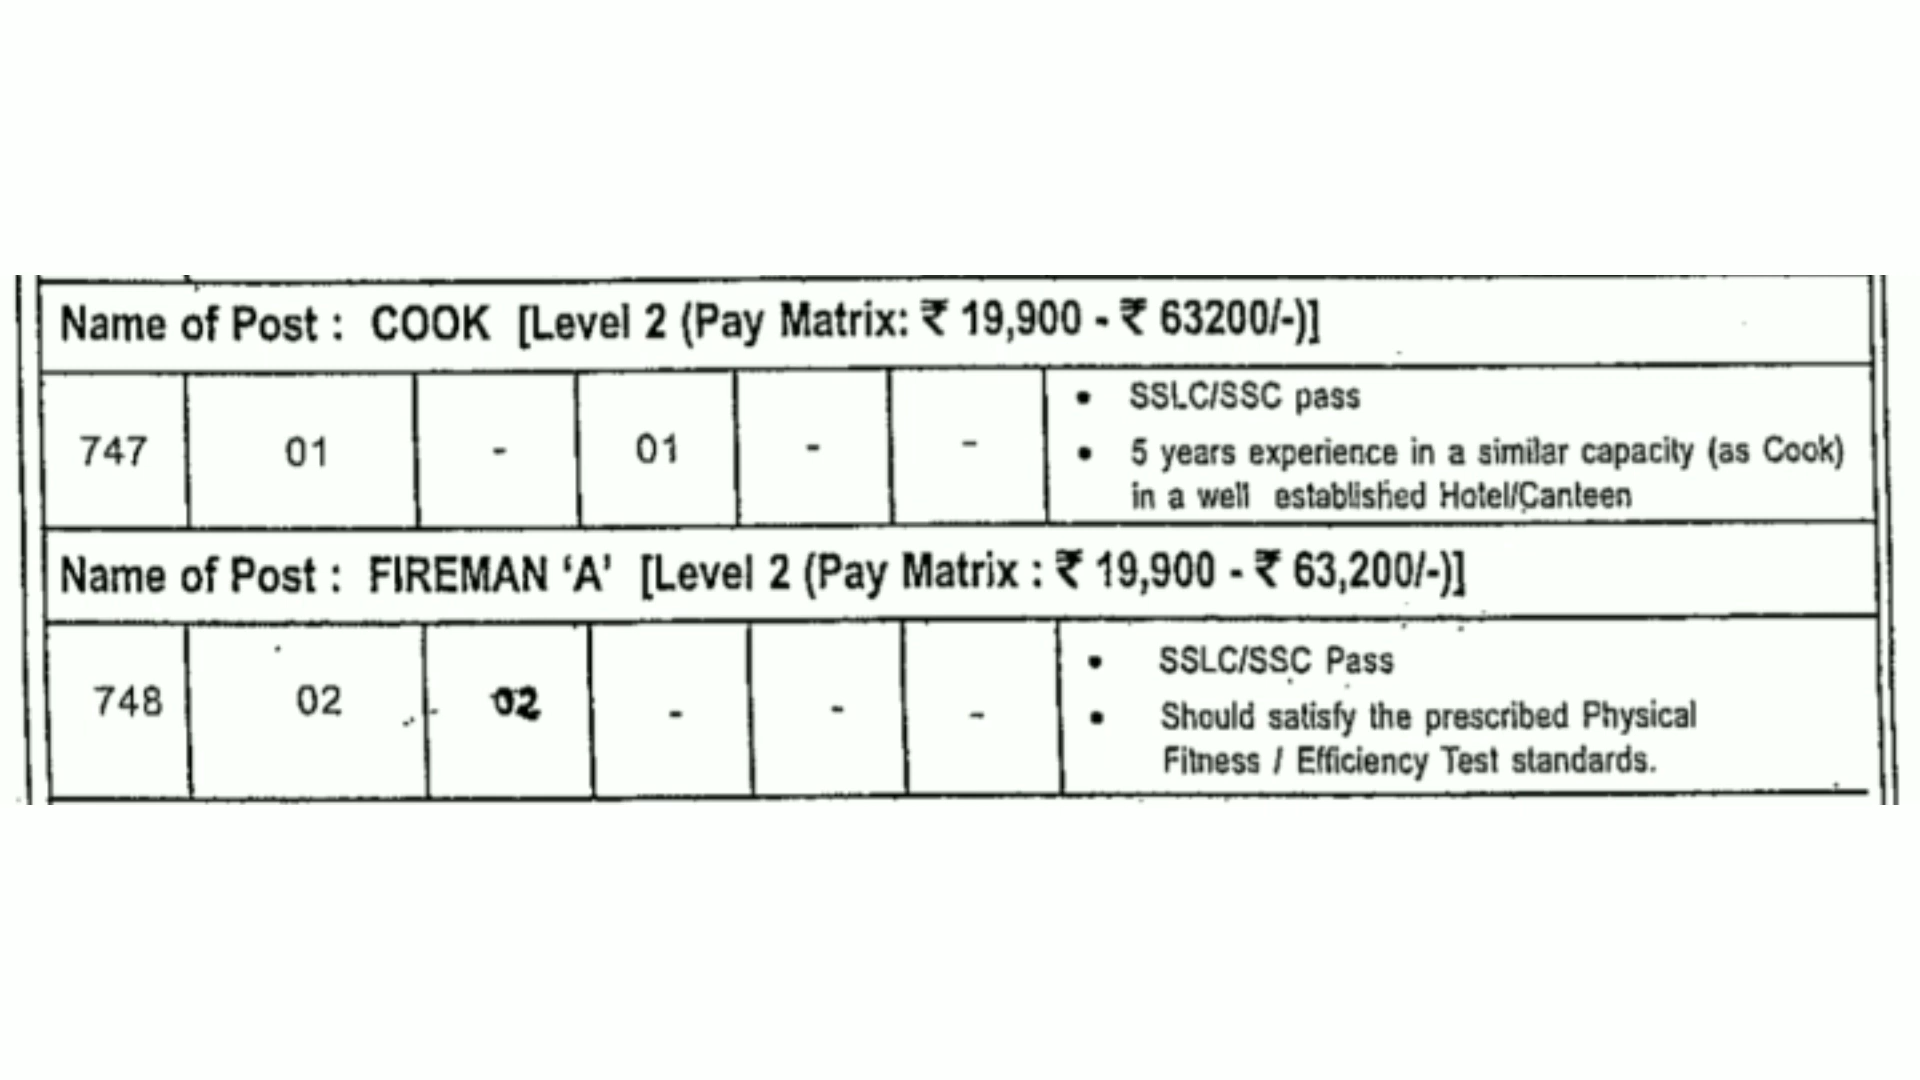 Name of Post : COOK [Level 2 (Pay Matrix: ₹ 19,900 - ₹ 63200/-)]
747 01 - 01 - -
• SSLC/SSC pass
• 5 years experience in a similar capacity (as Cook)
in a well established Hotel/Canteen
Name of Post : FIREMAN ‘A’ [Level 2 (Pay Matrix : ₹ 19,900 - ₹ 63,200/-)]
748 02 02 - - -
• SSLC/SSC Pass
• Should satisfy the prescribed Physical
Fitness / Efficiency Test standards.